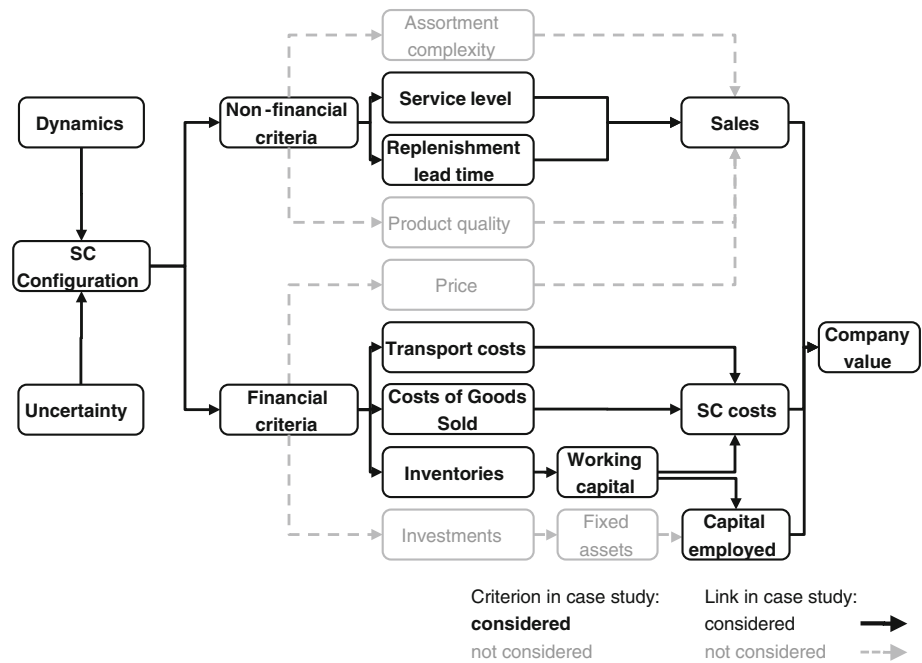 Assortment
complexity
Dynamics
Non-financial
criteria
Service level
Replenishment
lead time
Sales
Product quality
SC
Configuration
Price
Transport costs
Company
value
Uncertainty
Financial
criteria
Costs of Goods
Sold
SC costs
Inventories
Working
capital
Investments
Fixed
assets
Capital
employed
Criterion in case study:
considered
not considered
Link in case study:
considered
not considered